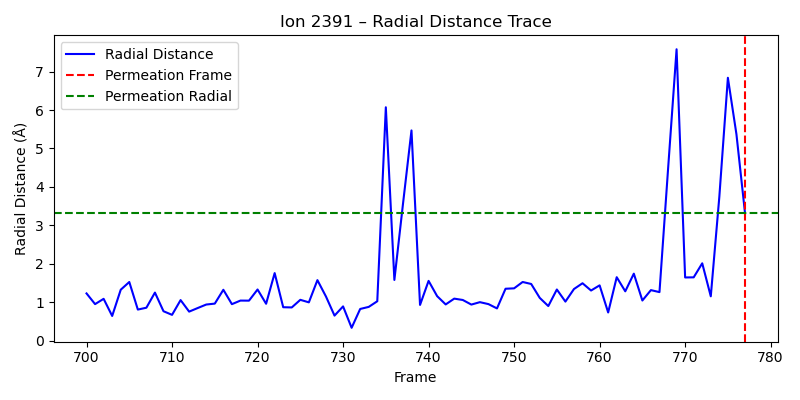 Ion 2391 – Radial Distance Trace
Radial Distance
Permeation Frame
Permeation Radial
Radial Distance (Å)
7
6
5
4
3
2
1
0
700 710 720 730 740 750 760 770 780
Frame